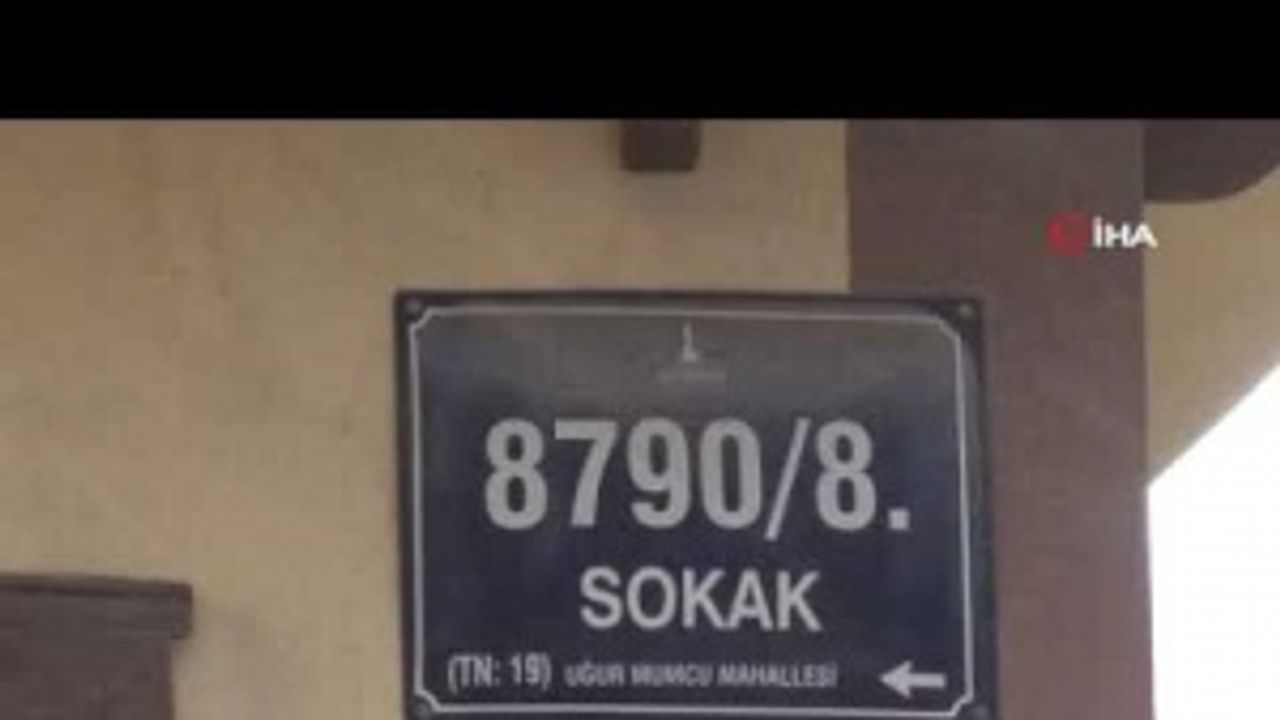 İHA
8790/8.
SOKAK
(TN: 19) UĞUR MUMCU MAHALLESİ